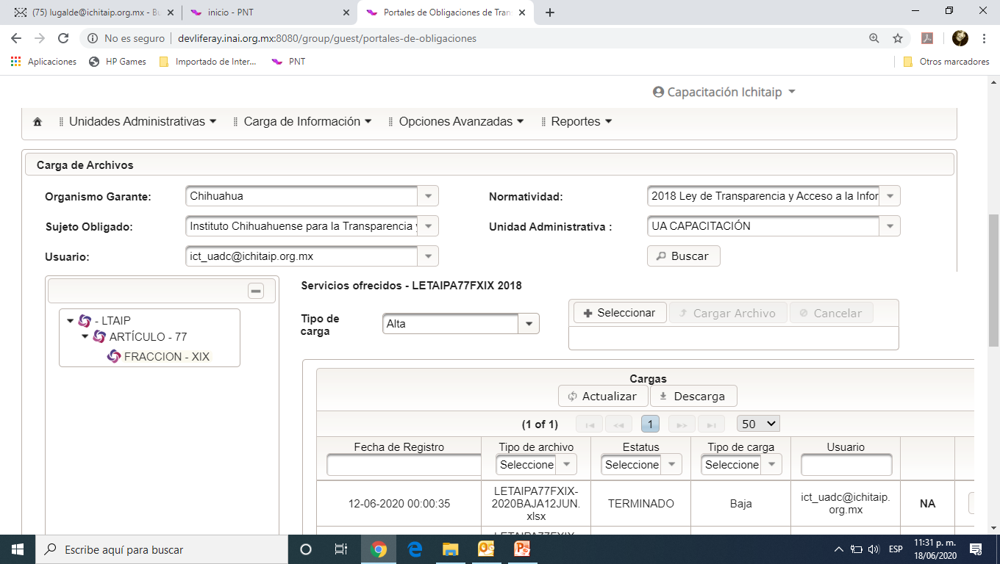 (75) lugalde@ichitaip.org.mx - Bu
inicio - PNT
Portales de Obligaciones de Tran
No es seguro | devliferay.inai.org.mx:8080/group/guest/portales-de-obligaciones
Aplicaciones
HP Games
Importado de Inter...
PNT
Otros marcadores
Capacitación Ichitaip
Unidades Administrativas
Carga de Información
Opciones Avanzadas
Reportes
Carga de Archivos
Organismo Garante: Chihuahua
Normatividad: 2018 Ley de Transparencia y Acceso a la Infor
Sujeto Obligado: Instituto Chihuahuense para la Transparencia y
Unidad Administrativa : UA CAPACITACIÓN
Usuario: ict_uadc@ichitaip.org.mx
Buscar
- LTAIP
ARTÍCULO - 77
FRACCION - XIX
Servicios ofrecidos - LETAIPA77FXIX 2018
Tipo de
carga
Alta
Seleccionar
Cargar Archivo
Cancelar
Cargas
Actualizar
Descarga
(1 of 1)
1
50
Fecha de Registro
Tipo de archivo
Estatus
Tipo de carga
Usuario
Seleccione
Seleccione
Seleccione
12-06-2020 00:00:35
LETAIPA77FXIX-
2020BAJA12JUN.
xlsx
TERMINADO
Baja
ict_uadc@ichitaip.
org.mx
NA
LETAIPA77FXIX-
Escribe aquí para buscar
ESP
11:31 p. m.
18/06/2020